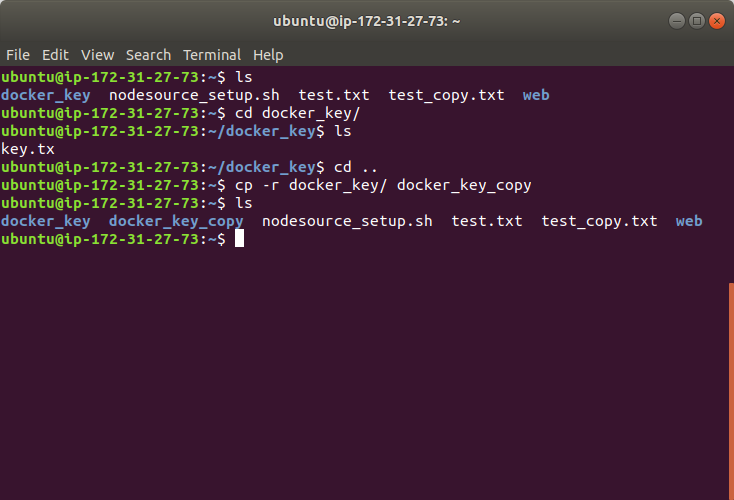 ubuntu@ip-172-31-27-73: ~
File Edit View Search Terminal Help
ubuntu@ip-172-31-27-73:~$ ls
docker_key  nodesource_setup.sh  test.txt  test_copy.txt  web
ubuntu@ip-172-31-27-73:~$ cd docker_key/
ubuntu@ip-172-31-27-73:~/docker_key$ ls
key.tx
ubuntu@ip-172-31-27-73:~/docker_key$ cd ..
ubuntu@ip-172-31-27-73:~$ cp -r docker_key/ docker_key_copy
ubuntu@ip-172-31-27-73:~$ ls
docker_key  docker_key_copy  nodesource_setup.sh  test.txt  test_copy.txt  web
ubuntu@ip-172-31-27-73:~$